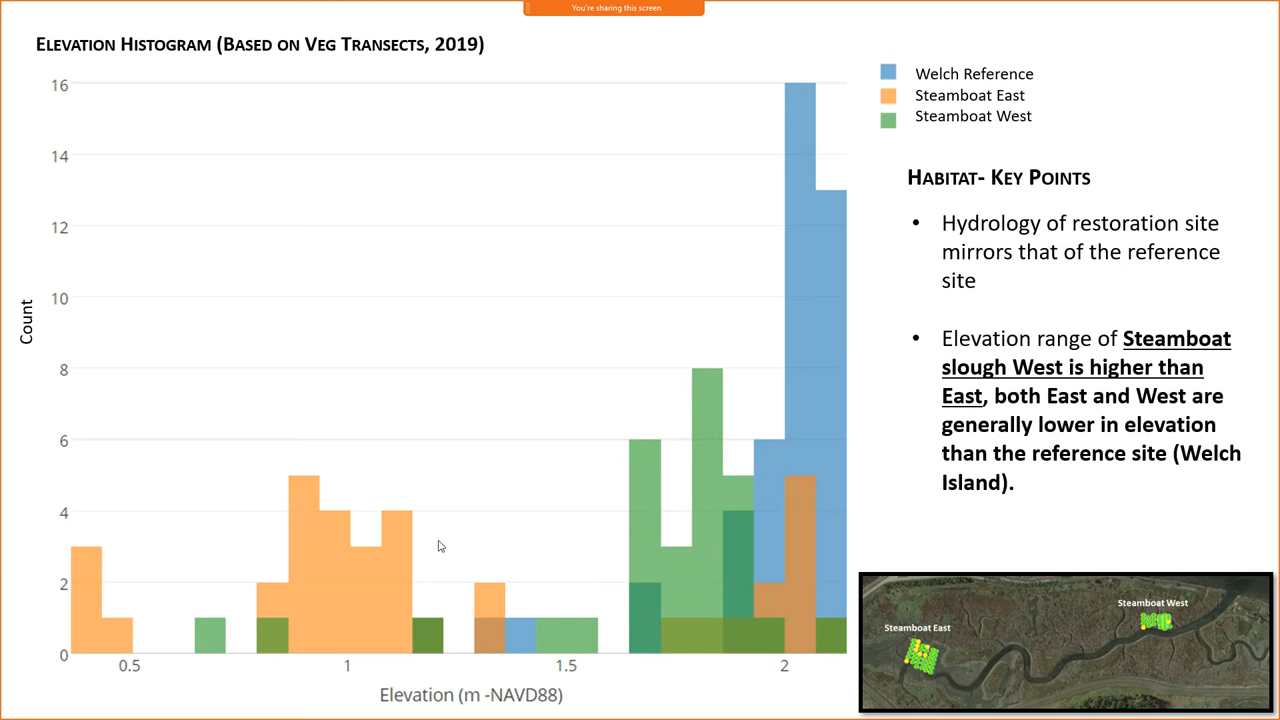 You're sharing this screen
Elevation Histogram (Based on Veg Transects, 2019)
Welch Reference
Steamboat East
Steamboat West
16
14
12
10
8
6
4
2
0
Count
0.5 1 1.5 2
Elevation (m -NAVD88)
Habitat- Key Points
• Hydrology of restoration site
mirrors that of the reference
site
• Elevation range of Steamboat
slough West is higher than
East, both East and West are
generally lower in elevation
than the reference site (Welch
Island).
Steamboat West
Steamboat East